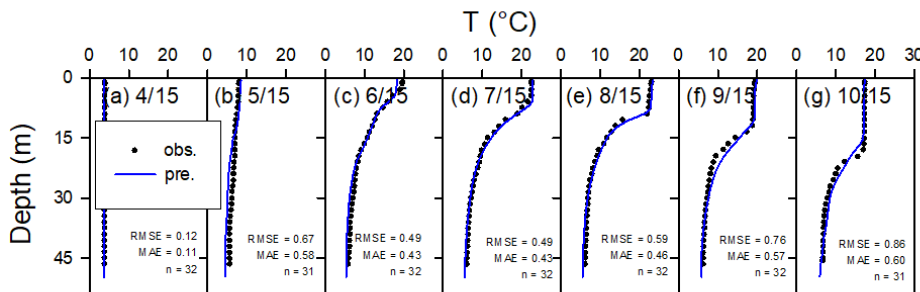 T (°C)
0 10 20 0 10 20 0 10 20 0 10 20 0 10 20 0 10 20 0 10 20 30
0
15
30
45
Depth (m)
(a) 4/15
(b) 5/15
(c) 6/15
(d) 7/15
(e) 8/15
(f) 9/15
(g) 10/15
obs.
pre.
RMSE = 0.12
MAE = 0.11
n = 32
RMSE = 0.67
MAE = 0.58
n = 31
RMSE = 0.49
MAE = 0.43
n = 32
RMSE = 0.49
MAE = 0.43
n = 32
RMSE = 0.59
MAE = 0.46
n = 32
RMSE = 0.76
MAE = 0.57
n = 32
RMSE = 0.86
MAE = 0.60
n = 31